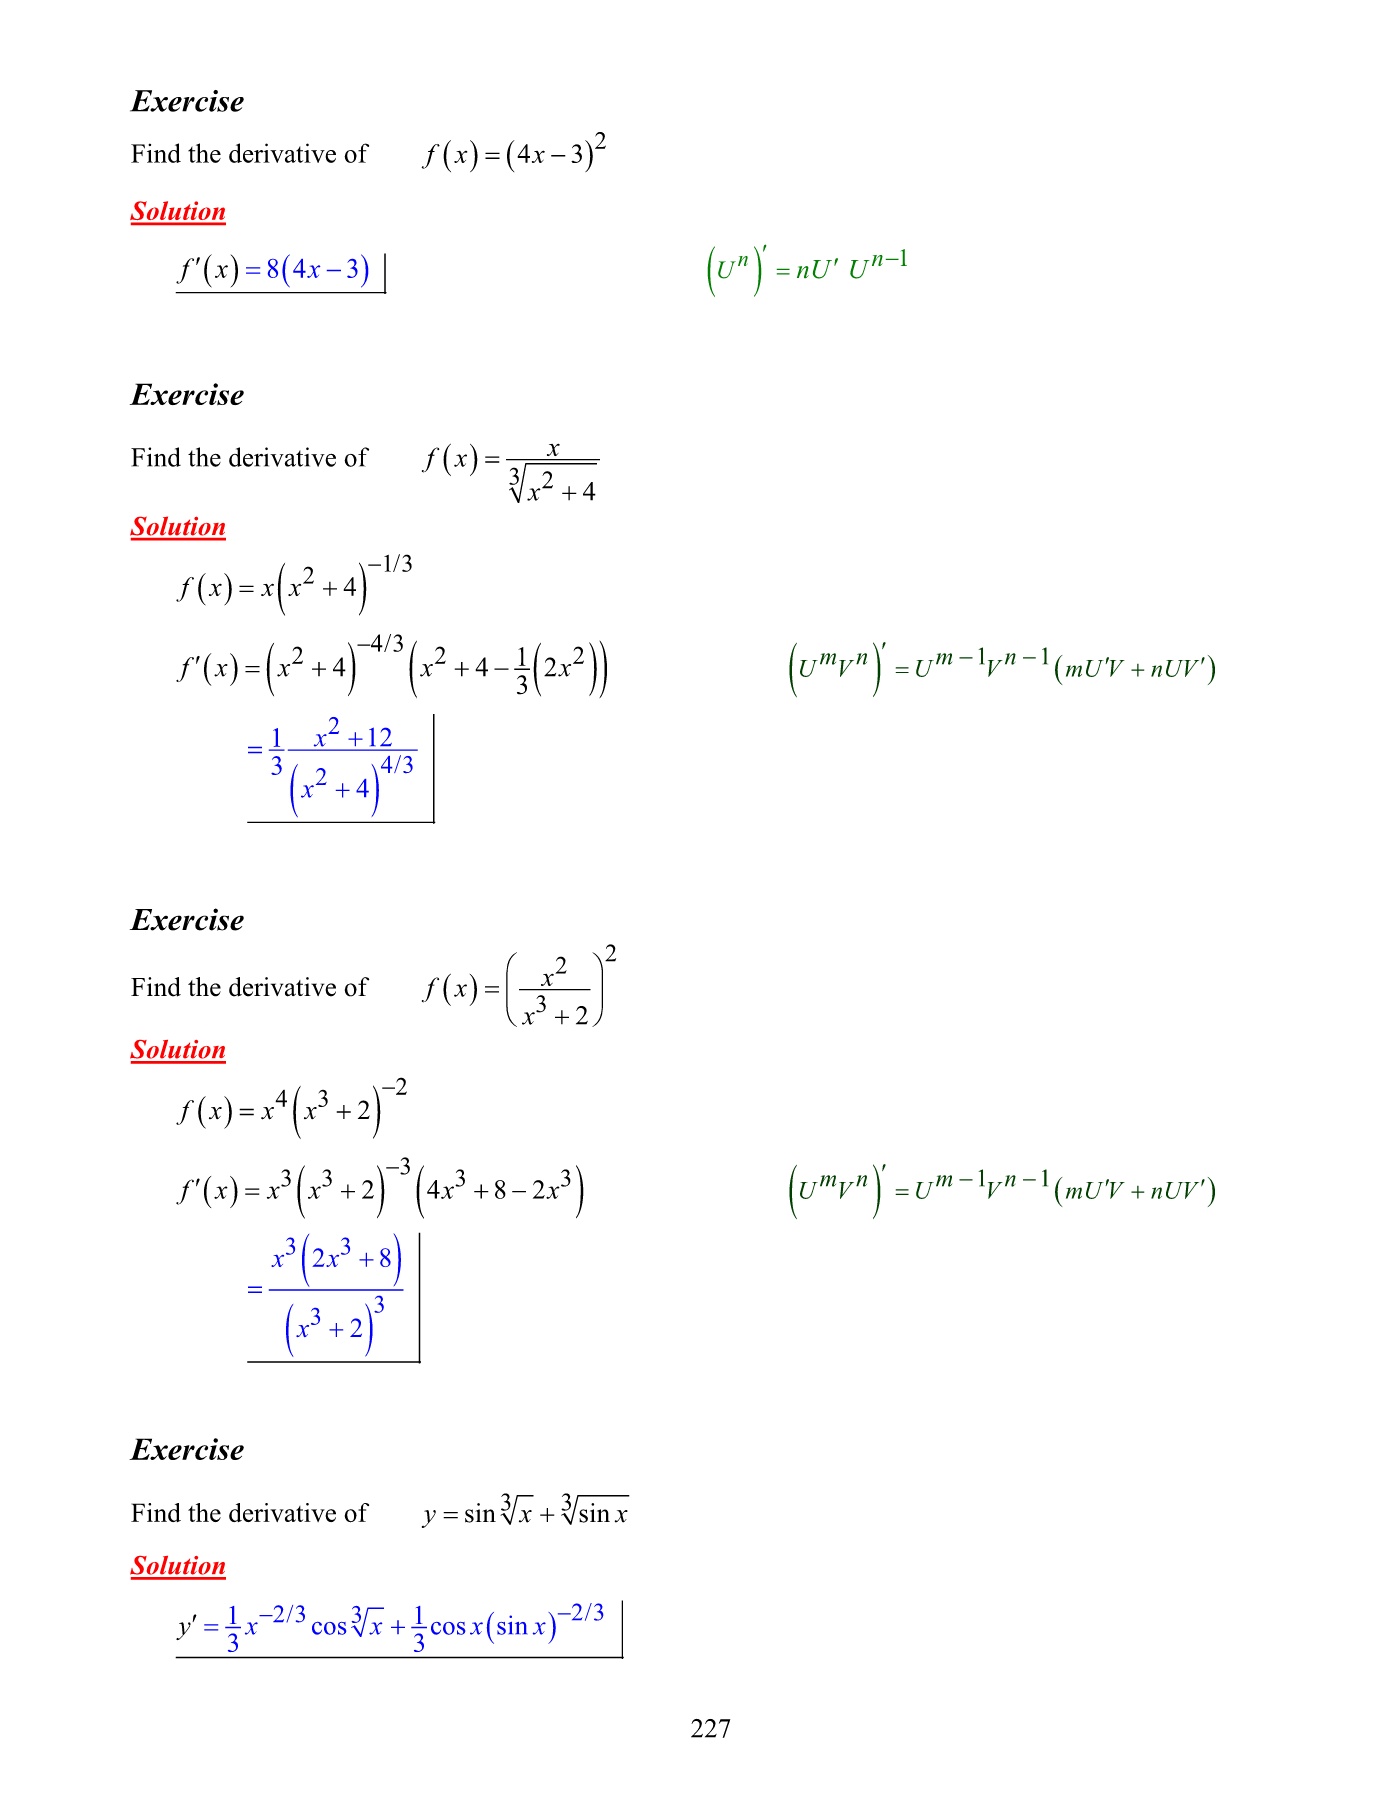 Exercise
Find the derivative of f(x) = (4x − 3)^2
Solution
f′(x) = 8(4x − 3) (U^n)′ = nU′ U^{n−1}
Exercise
Find the derivative of f(x) = \frac{x}{\sqrt[3]{x^2 + 4}}
Solution
f(x) = x(x^2 + 4)^{−1/3}
f′(x) = (x^2 + 4)^{−4/3} (x^2 + 4 − \frac{1}{3}(2x^2)) (U^m V^n)′ = U^{m−1} V^{n−1} (mU′V + nUV′)
= \frac{1}{3} \frac{x^2 + 12}{(x^2 + 4)^{4/3}}
Exercise
Find the derivative of f(x) = (\frac{x^2}{x^3 + 2})^2
Solution
f(x) = x^4 (x^3 + 2)^{−2}
f′(x) = x^3 (x^3 + 2)^{−3} (4x^3 + 8 − 2x^3) (U^m V^n)′ = U^{m−1} V^{n−1} (mU′V + nUV′)
= \frac{x^3 (2x^3 + 8)}{(x^3 + 2)^3}
Exercise
Find the derivative of y = sin \sqrt[3]{x} + \sqrt[3]{sin x}
Solution
y′ = \frac{1}{3} x^{−2/3} cos \sqrt[3]{x} + \frac{1}{3} cos x (sin x)^{−2/3}
227